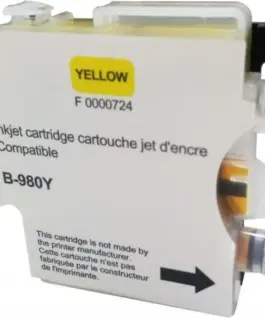 YELLOW
F 0000724
nkjet cartridge cartouche jet d'encre
Compatible
B-980Y
This cartridge is not made by
the printer manufacturer.
Cette cartouche n'est pas
fabriquée par le constructeur
de l'imprimante.